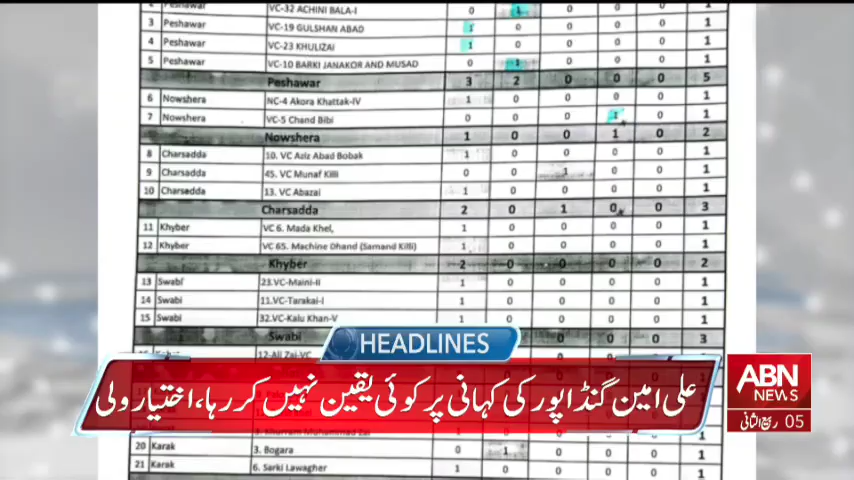 2 Peshawar VC-32 ACHINI BALA-I 0 1 0 0 0 1
3 Peshawar VC-19 GULSHAN ABAD 1 0 0 0 0 1
4 Peshawar VC-23 KHULIZAI 1 0 0 0 0 1
5 Peshawar VC-10 BARKI JANAKOR AND MUSAD 0 1 0 0 0 1
Peshawar 3 2 0 0 0 5
6 Nowshera NC-4 Akora Khattak-IV 1 0 0 0 0 1
7 Nowshera VC-5 Chand Bibi 0 0 0 1 0 1
Nowshera 1 0 0 1 0 2
8 Charsadda 10. VC Aziz Abad Bobak 1 0 0 0 0 1
9 Charsadda 45. VC Munaf Killi 0 0 1 0 0 1
10 Charsadda 13. VC Abazai 1 0 0 0 0 1
Charsadda 2 0 1 0 0 3
11 Khyber VC 6. Mada Khel, 1 0 0 0 0 1
12 Khyber VC 65. Machine Dhand (Samand Killi) 1 0 0 0 0 1
Khyber 2 0 0 0 0 2
13 Swabi 23.VC-Maini-II 1 0 0 0 0 1
14 Swabi 11.VC-Tarakai-I 1 0 0 0 0 1
15 Swabi 32.VC-Kalu Khan-V 1 0 0 0 0 1
Swabi 0 0 0 3
HEADLINES
12-Ali Zai-VC
علی امین گنڈاپور کی کہانی پر کوئی یقین نہیں کر رہا، اختیار ولی
ABN
NEWS
05 ربیع الثانی
20 Karak 3. Bogara 0 1 0 0 0 1
21 Karak 6. Sarki Lawagher 1 0 0 0 0 1